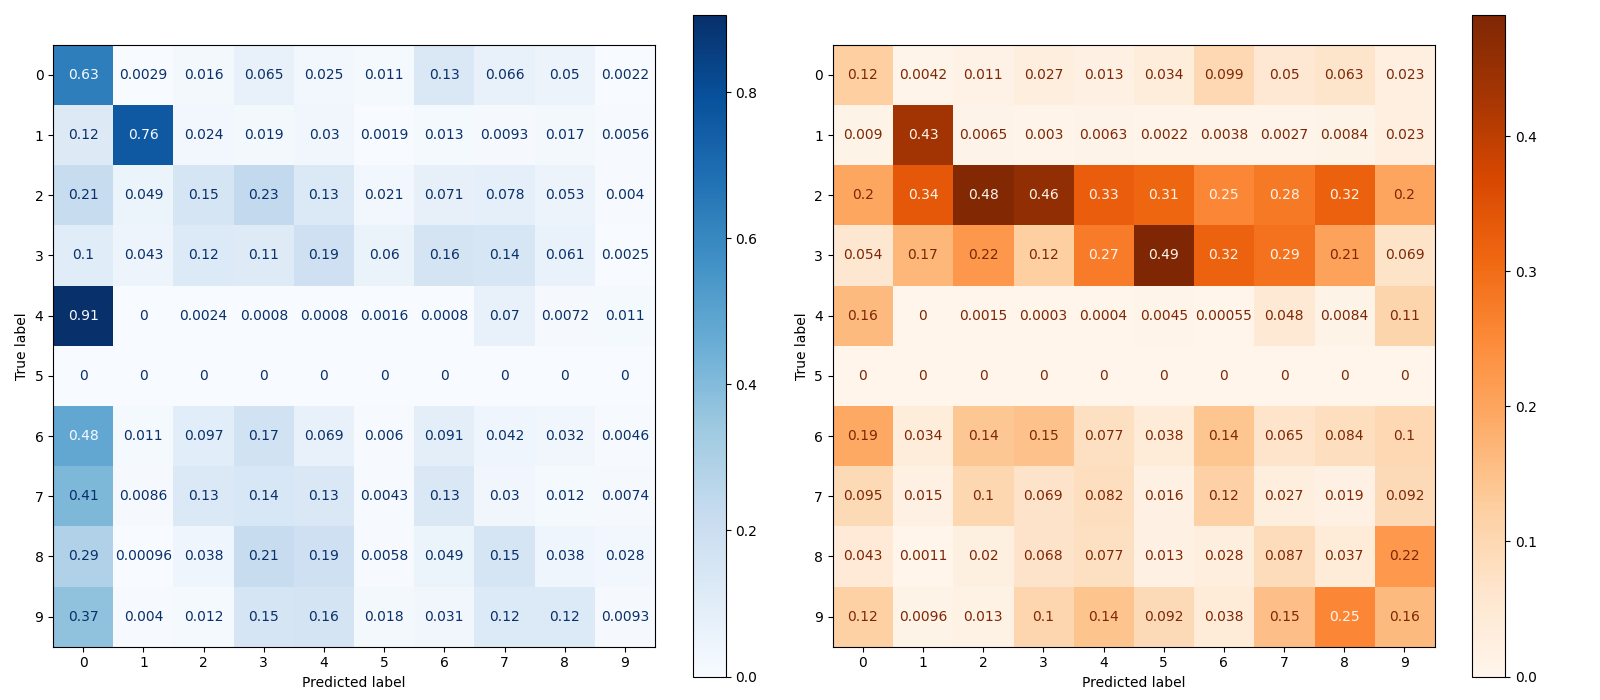 0 0.63 0.0029 0.016 0.065 0.025 0.011 0.13 0.066 0.05 0.0022
1 0.12 0.76 0.024 0.019 0.03 0.0019 0.013 0.0093 0.017 0.0056
2 0.21 0.049 0.15 0.23 0.13 0.021 0.071 0.078 0.053 0.004
3 0.1 0.043 0.12 0.11 0.19 0.06 0.16 0.14 0.061 0.0025
4 0.91 0 0.0024 0.0008 0.0008 0.0016 0.0008 0.07 0.0072 0.011
5 0 0 0 0 0 0 0 0 0 0
6 0.48 0.011 0.097 0.17 0.069 0.006 0.091 0.042 0.032 0.0046
7 0.41 0.0086 0.13 0.14 0.13 0.0043 0.13 0.03 0.012 0.0074
8 0.29 0.00096 0.038 0.21 0.19 0.0058 0.049 0.15 0.038 0.028
9 0.37 0.004 0.012 0.15 0.16 0.018 0.031 0.12 0.12 0.0093
0 1 2 3 4 5 6 7 8 9
Predicted label
True label
0.8
0.6
0.4
0.2
0.0
0 0.12 0.0042 0.011 0.027 0.013 0.034 0.099 0.05 0.063 0.023
1 0.009 0.43 0.0065 0.003 0.0063 0.0022 0.0038 0.0027 0.0084 0.023
2 0.2 0.34 0.48 0.46 0.33 0.31 0.25 0.28 0.32 0.2
3 0.054 0.17 0.22 0.12 0.27 0.49 0.32 0.29 0.21 0.069
4 0.16 0 0.0015 0.0003 0.0004 0.0045 0.00055 0.048 0.0084 0.11
5 0 0 0 0 0 0 0 0 0 0
6 0.19 0.034 0.14 0.15 0.077 0.038 0.14 0.065 0.084 0.1
7 0.095 0.015 0.1 0.069 0.082 0.016 0.12 0.027 0.019 0.092
8 0.043 0.0011 0.02 0.068 0.077 0.013 0.028 0.087 0.037 0.22
9 0.12 0.0096 0.013 0.1 0.14 0.092 0.038 0.15 0.25 0.16
0 1 2 3 4 5 6 7 8 9
Predicted label
True label
0.4
0.3
0.2
0.1
0.0